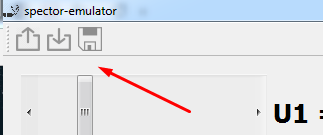 spector-emulator
U1 =